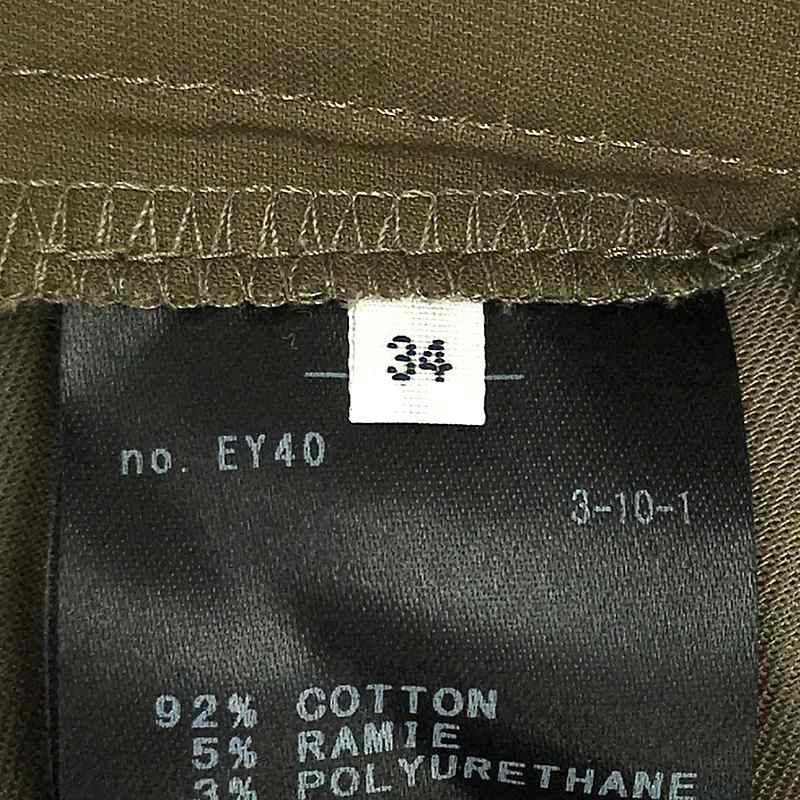 34
no. EY40
3-10-1
92% COTTON
5% RAMIE
3% POLYURETHANE